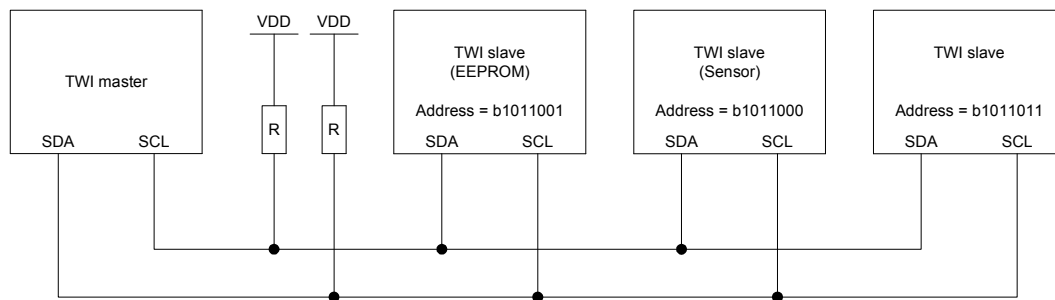 TWI master
SDA SCL
VDD VDD
R R
TWI slave
(EEPROM)
Address = b1011001
SDA SCL
TWI slave
(Sensor)
Address = b1011000
SDA SCL
TWI slave
Address = b1011011
SDA SCL